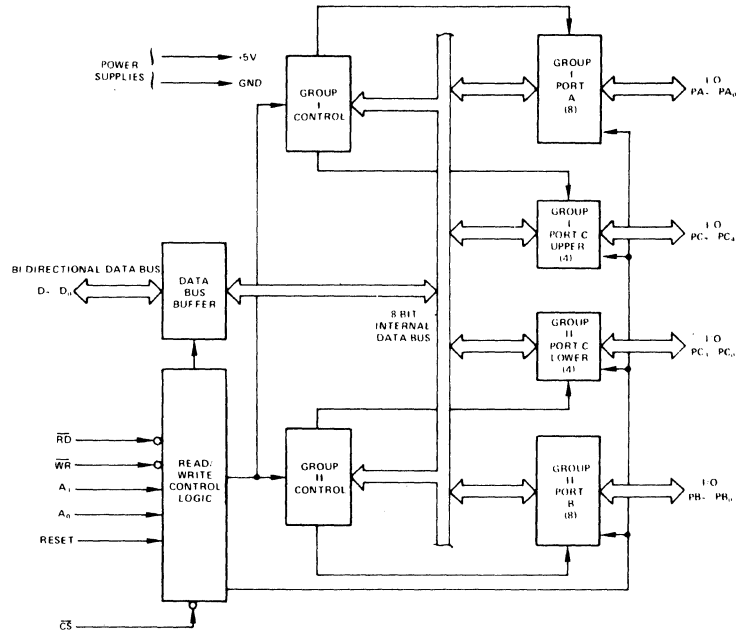 POWER
SUPPLIES
+5V
GND
GROUP
I
CONTROL
GROUP
I
PORT
A
(8)
I/O
PA₇ PA₀
GROUP
I
PORT C
UPPER
(4)
I/O
PC₇ PC₄
BI DIRECTIONAL DATA BUS
D₇ D₀
DATA
BUS
BUFFER
8 BIT
INTERNAL
DATA BUS
GROUP
II
PORT C
LOWER
(4)
I/O
PC₃ PC₀
RD
WR
A₁
A₀
RESET
CS
READ/
WRITE
CONTROL
LOGIC
GROUP
II
CONTROL
GROUP
II
PORT
B
(8)
I/O
PB₇ PB₀